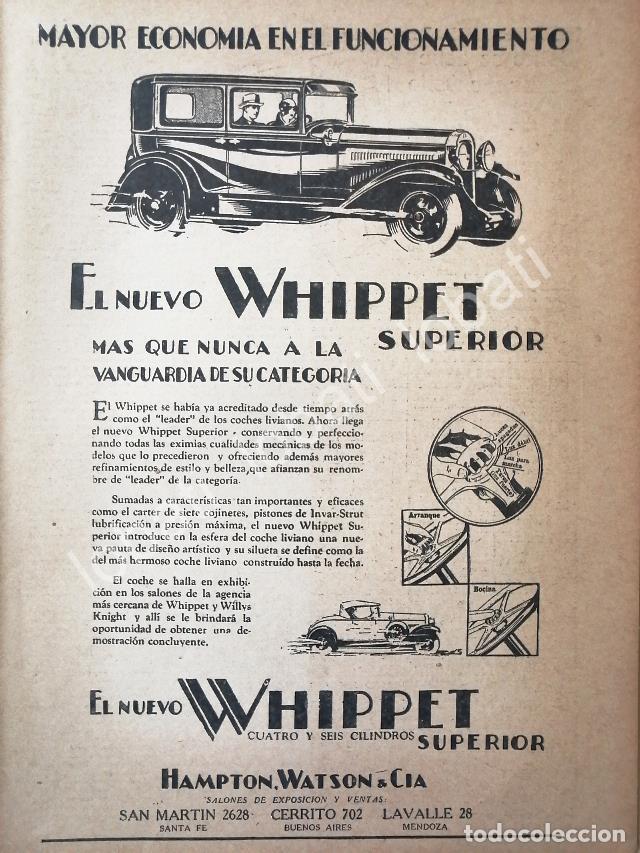 MAYOR ECONOMIA EN EL FUNCIONAMIENTO
EL NUEVO WHIPPET
SUPERIOR
MAS QUE NUNCA A LA
VANGUARDIA DE SU CATEGORIA
El Whippet se había ya acreditado desde tiempo atrás
como el "leader" de los coches livianos. Ahora llega
el nuevo Whippet Superior - conservando y perfeccio-
nando todas las eximias cualidades mecánicas de los mo-
delos que lo precedieron y ofreciendo además mayores
refinamientos de estilo y belleza, que afianzan su renom-
bre de "leader" de la categoría.
Sumadas a características tan importantes y eficaces
como el carter de siete cojinetes, pistones de Invar-Strut
lubrificación a presión máxima, el nuevo Whippet Su-
perior introduce en la esfera del coche liviano una
nueva pauta de diseño artístico y su silueta se define como la
del más hermoso coche liviano construído hasta la fecha.
El coche se halla en exhibi-
ción en los salones de la agencia
más cercana de Whippet y Willys
Knight y allí se le brindará la
oportunidad de obtener una de-
mostración concluyente.
Luz para
marcha
Arranque
Bocina
EL NUEVO WHIPPET
CUATRO Y SEIS CILINDROS SUPERIOR
HAMPTON, WATSON & CIA
SALONES DE EXPOSICION Y VENTAS:
SAN MARTIN 2628 CERRITO 702 LAVALLE 28
SANTA FE BUENOS AIRES MENDOZA
todocoleccion